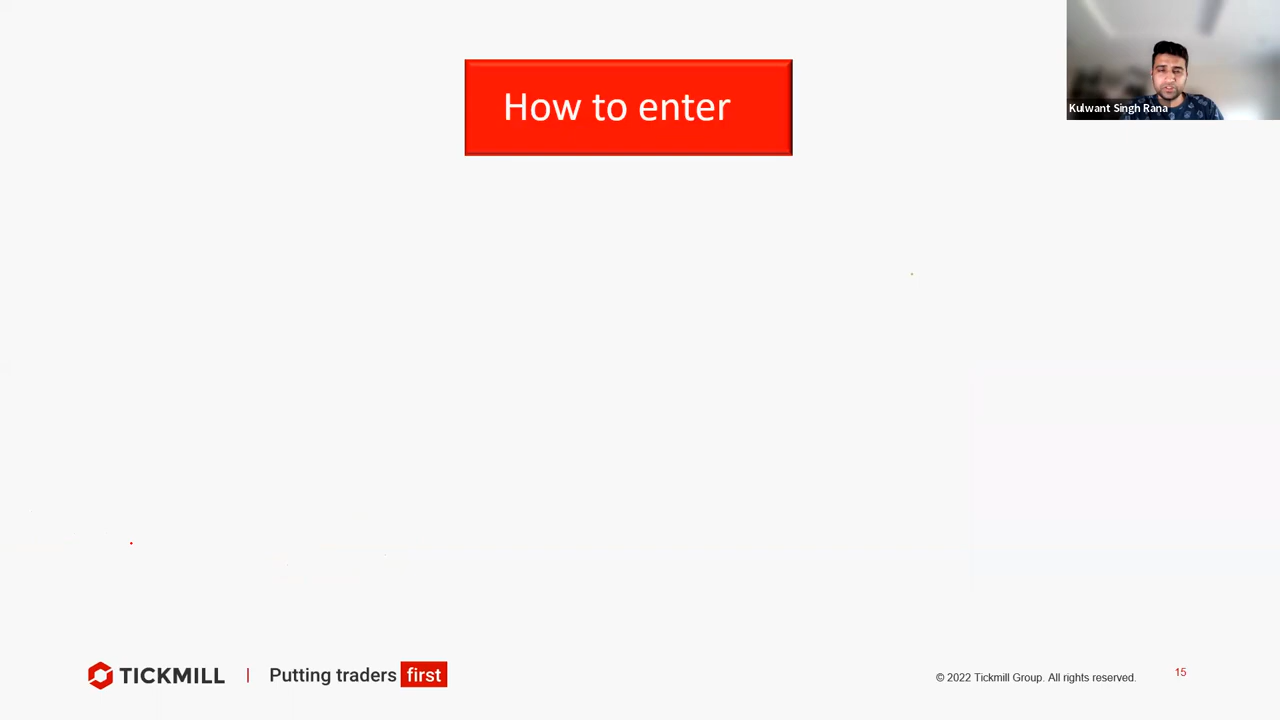 How to enter
Kulwant Singh Rana
TICKMILL | Putting traders first
© 2022 Tickmill Group. All rights reserved.
15